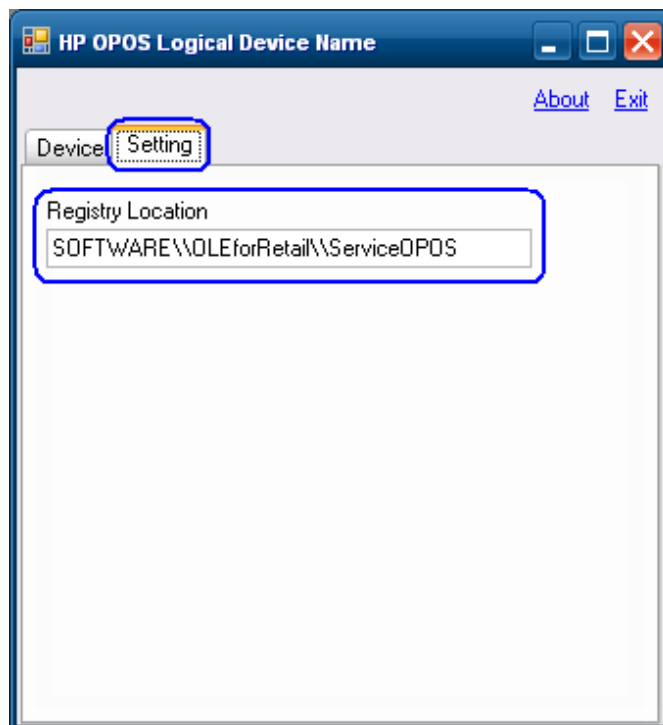 HP OPOS Logical Device Name
About Exit
Device Setting
Registry Location
SOFTWARE\\OLEforRetail\\ServiceOPOS